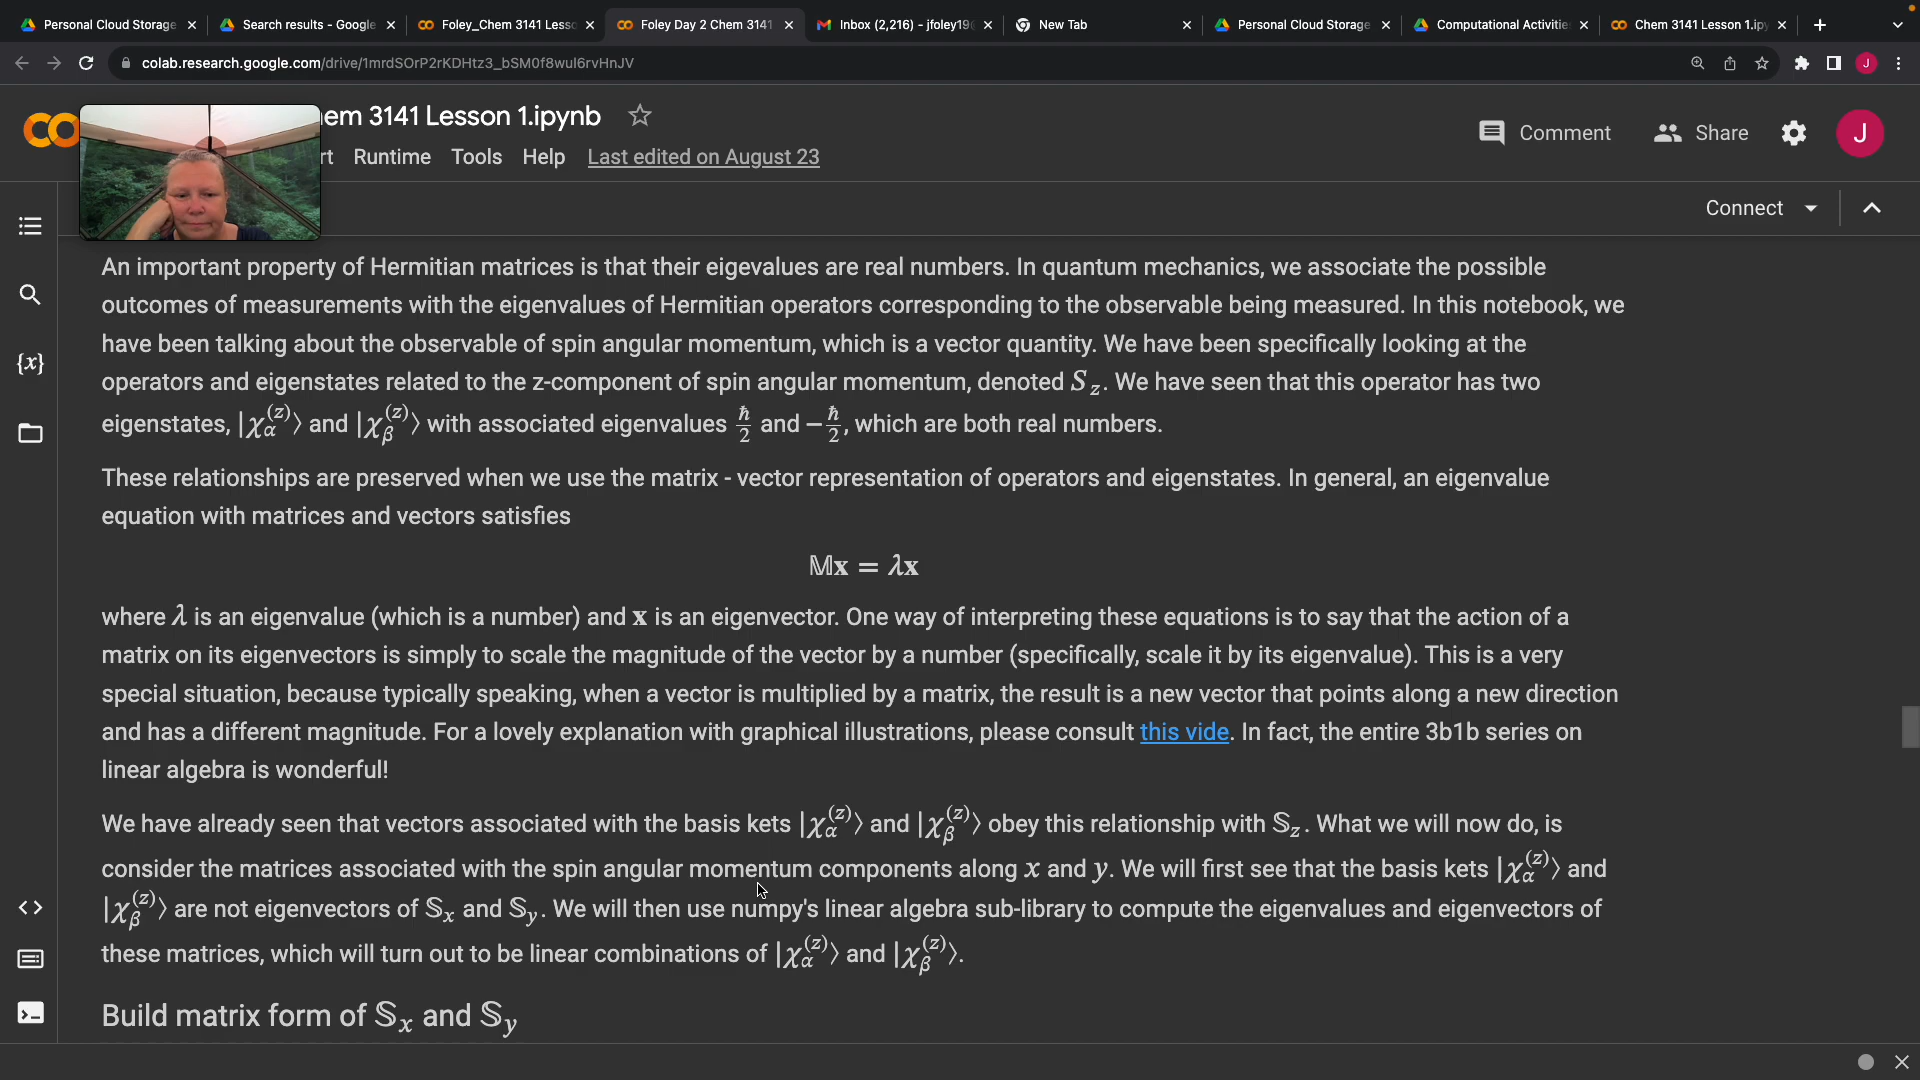 Personal Cloud Storage
Search results - Google
Foley_Chem 3141 Lesso
Foley Day 2 Chem 3141
Inbox (2,216) - jfoley19
New Tab
Personal Cloud Storage
Computational Activitie
Chem 3141 Lesson 1.ipy
colab.research.google.com/drive/1mrdSOrP2rKDHtz3_bSM0f8wul6rvHnJV
em 3141 Lesson 1.ipynb
rt Runtime Tools Help Last edited on August 23
Comment Share J
Connect
An important property of Hermitian matrices is that their eigevalues are real numbers. In quantum mechanics, we associate the possible
outcomes of measurements with the eigenvalues of Hermitian operators corresponding to the observable being measured. In this notebook, we
have been talking about the observable of spin angular momentum, which is a vector quantity. We have been specifically looking at the
operators and eigenstates related to the z-component of spin angular momentum, denoted S_z. We have seen that this operator has two
eigenstates, |χ_α^(z)⟩ and |χ_β^(z)⟩ with associated eigenvalues ħ/2 and −ħ/2, which are both real numbers.
These relationships are preserved when we use the matrix - vector representation of operators and eigenstates. In general, an eigenvalue
equation with matrices and vectors satisfies
𝕄x = λx
where λ is an eigenvalue (which is a number) and x is an eigenvector. One way of interpreting these equations is to say that the action of a
matrix on its eigenvectors is simply to scale the magnitude of the vector by a number (specifically, scale it by its eigenvalue). This is a very
special situation, because typically speaking, when a vector is multiplied by a matrix, the result is a new vector that points along a new direction
and has a different magnitude. For a lovely explanation with graphical illustrations, please consult this vide. In fact, the entire 3b1b series on
linear algebra is wonderful!
We have already seen that vectors associated with the basis kets |χ_α^(z)⟩ and |χ_β^(z)⟩ obey this relationship with 𝕊_z. What we will now do, is
consider the matrices associated with the spin angular momentum components along x and y. We will first see that the basis kets |χ_α^(z)⟩ and
|χ_β^(z)⟩ are not eigenvectors of 𝕊_x and 𝕊_y. We will then use numpy's linear algebra sub-library to compute the eigenvalues and eigenvectors of
these matrices, which will turn out to be linear combinations of |χ_α^(z)⟩ and |χ_β^(z)⟩.
Build matrix form of 𝕊_x and 𝕊_y